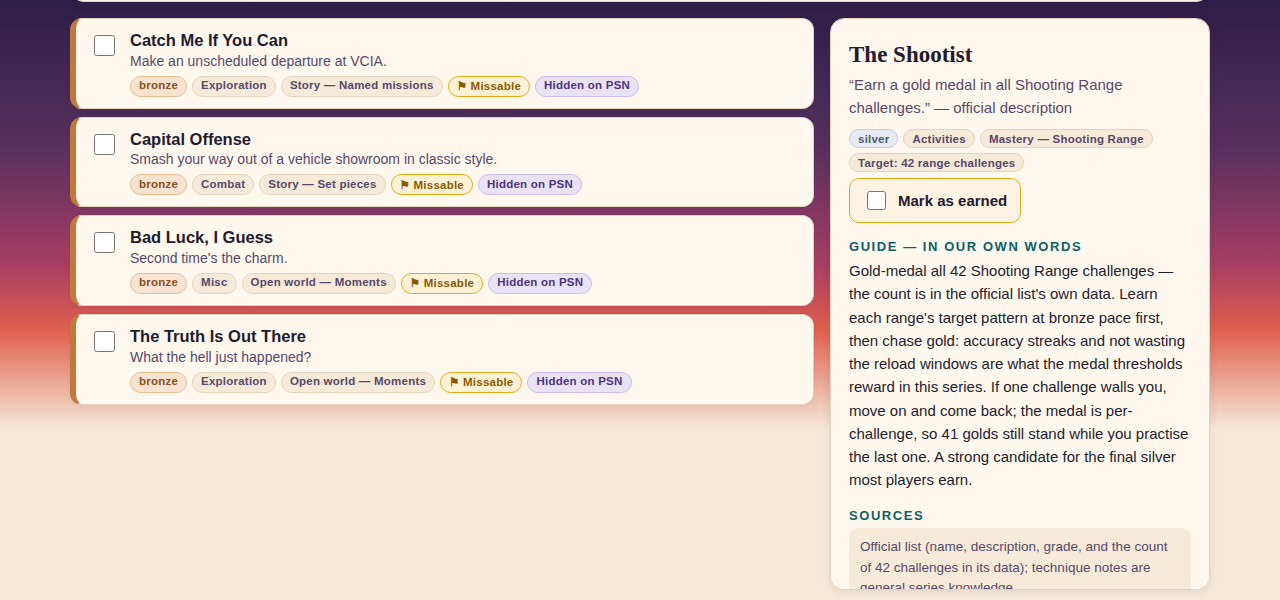 Catch Me If You Can
Make an unscheduled departure at VCIA.
bronze Exploration Story — Named missions ⚑ Missable Hidden on PSN
Capital Offense
Smash your way out of a vehicle showroom in classic style.
bronze Combat Story — Set pieces ⚑ Missable Hidden on PSN
Bad Luck, I Guess
Second time's the charm.
bronze Misc Open world — Moments ⚑ Missable Hidden on PSN
The Truth Is Out There
What the hell just happened?
bronze Exploration Open world — Moments ⚑ Missable Hidden on PSN
The Shootist
“Earn a gold medal in all Shooting Range
challenges.” — official description
silver Activities Mastery — Shooting Range
Target: 42 range challenges
Mark as earned
GUIDE — IN OUR OWN WORDS
Gold-medal all 42 Shooting Range challenges —
the count is in the official list's own data. Learn
each range's target pattern at bronze pace first,
then chase gold: accuracy streaks and not wasting
the reload windows are what the medal thresholds
reward in this series. If one challenge walls you,
move on and come back; the medal is per-
challenge, so 41 golds still stand while you practise
the last one. A strong candidate for the final silver
most players earn.
SOURCES
Official list (name, description, grade, and the count
of 42 challenges in its data); technique notes are
general series knowledge.